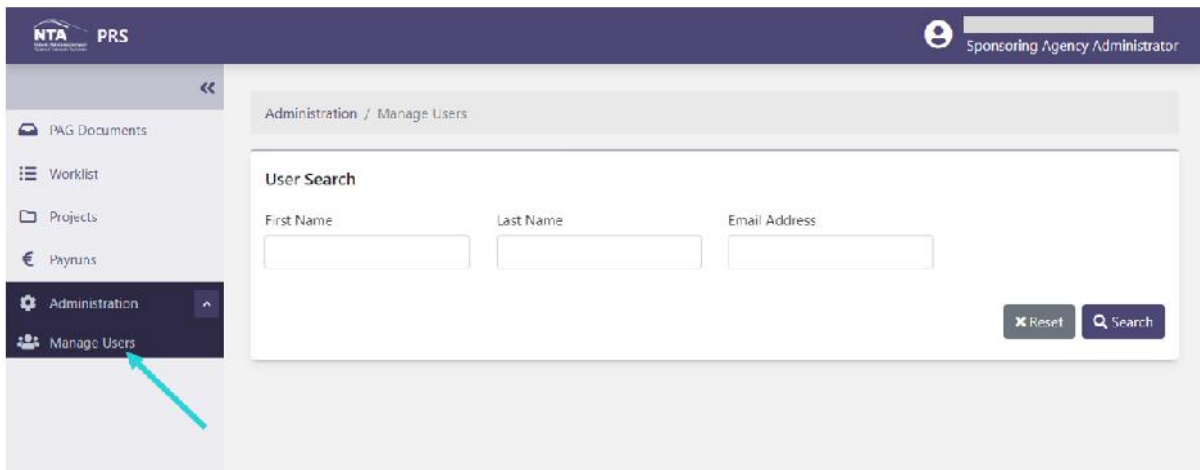 NTA PRS
Sponsoring Agency Administrator
PAG Documents
Worklist
Projects
€ Payruns
Administration
Manage Users
Administration / Manage Users
User Search
First Name Last Name Email Address
Reset Search